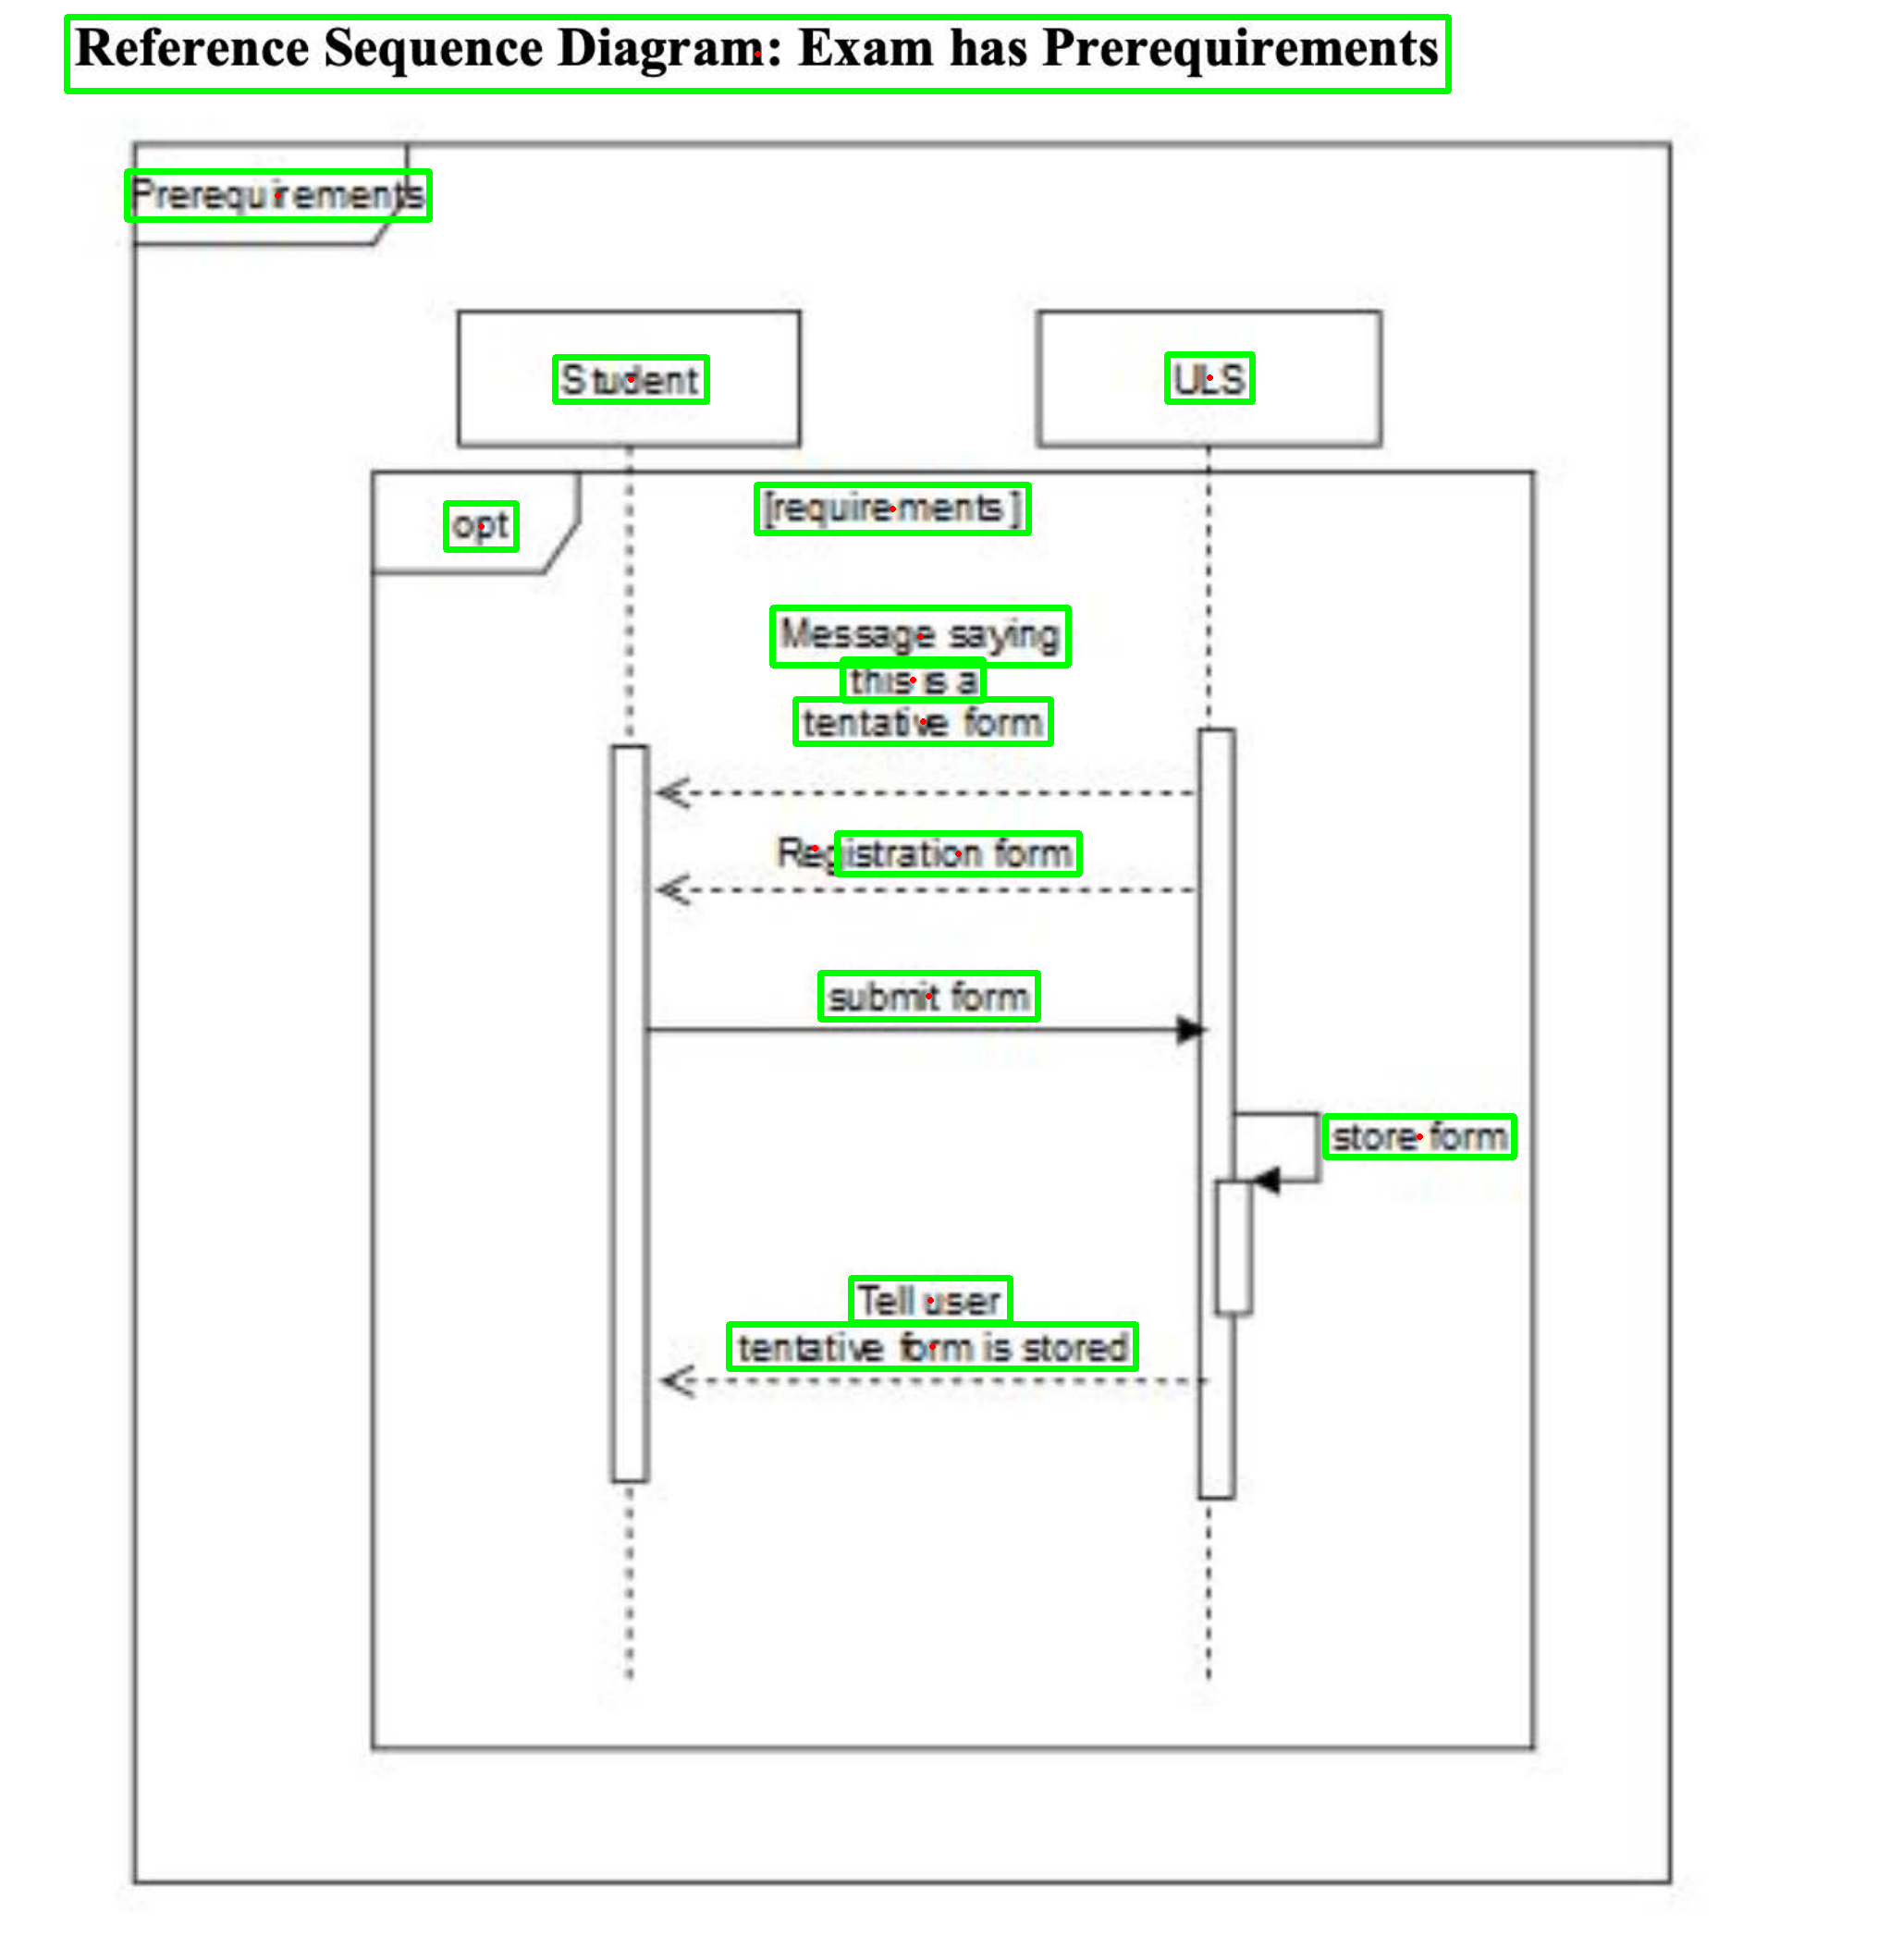 Reference Sequence Diagram: Exam has Prerequirements
Prerequirements
Student
ULS
opt
[requirements]
Message saying
this is a
tentative form
Registration form
submit form
store form
Tell user
tentative form is stored